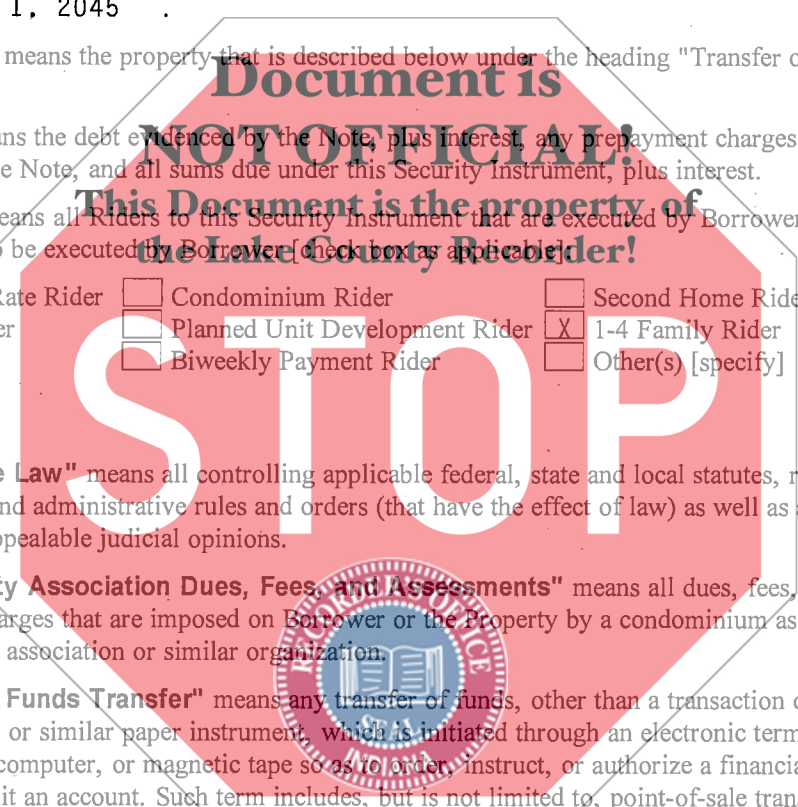 1, 2045 .
means the property that is described below under the heading "Transfer o
Document is
ns the debt evidenced by the Note, plus interest, any prepayment charges
NOT OFFICIAL!
e Note, and all sums due under this Security Instrument, plus interest.
This Document is the property of
eans all Riders to this Security Instrument that are executed by Borrower
the Lake County Recorder!
be executed by Borrower [check box as applicable]:
Rate Rider Condominium Rider Second Home Ride
er Planned Unit Development Rider X 1-4 Family Rider
Biweekly Payment Rider Other(s) [specify]
STOP
e Law" means all controlling applicable federal, state and local statutes, r
nd administrative rules and orders (that have the effect of law) as well as a
ppealable judicial opinions.
ty Association Dues, Fees, and Assessments" means all dues, fees,
arges that are imposed on Borrower or the Property by a condominium as
association or similar organization.
Funds Transfer" means any transfer of funds, other than a transaction o
or similar paper instrument, which is initiated through an electronic term
computer, or magnetic tape so as to order, instruct, or authorize a financia
it an account. Such term includes, but is not limited to, point-of-sale tran
RECORDER'S OFFICE
SEAL
INDIANA